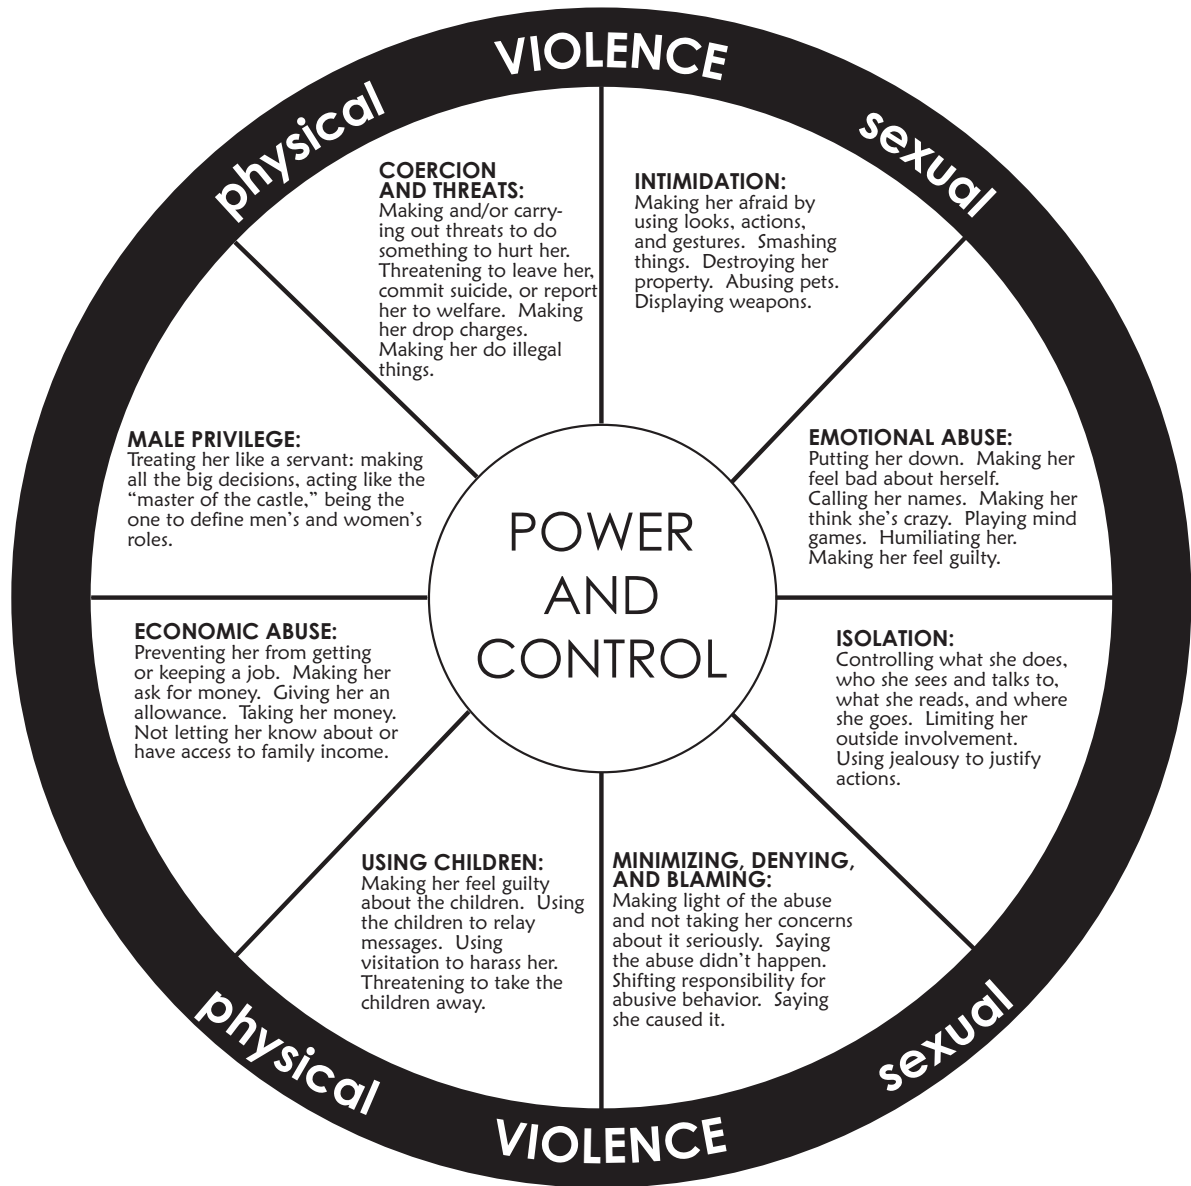 VIOLENCE
physical
sexual
COERCION
AND THREATS:
Making and/or carry-
ing out threats to do
something to hurt her.
Threatening to leave her,
commit suicide, or report
her to welfare.  Making
her drop charges.
Making her do illegal
things.
INTIMIDATION:
Making her afraid by
using looks, actions,
and gestures.  Smashing
things.  Destroying her
property.  Abusing pets.
Displaying weapons.
MALE PRIVILEGE:
Treating her like a servant: making
all the big decisions, acting like the
“master of the castle,” being the
one to define men’s and women’s
roles.
EMOTIONAL ABUSE:
Putting her down.  Making her
feel bad about herself.
Calling her names.  Making her
think she’s crazy.  Playing mind
games.  Humiliating her.
Making her feel guilty.
POWER
AND
CONTROL
ECONOMIC ABUSE:
Preventing her from getting
or keeping a job.  Making her
ask for money.  Giving her an
allowance.  Taking her money.
Not letting her know about or
have access to family income.
ISOLATION:
Controlling what she does,
who she sees and talks to,
what she reads, and where
she goes.  Limiting her
outside involvement.
Using jealousy to justify
actions.
USING CHILDREN:
Making her feel guilty
about the children.  Using
the children to relay
messages.  Using
visitation to harass her.
Threatening to take the
children away.
MINIMIZING, DENYING,
AND BLAMING:
Making light of the abuse
and not taking her concerns
about it seriously.  Saying
the abuse didn’t happen.
Shifting responsibility for
abusive behavior.  Saying
she caused it.
physical
sexual
VIOLENCE